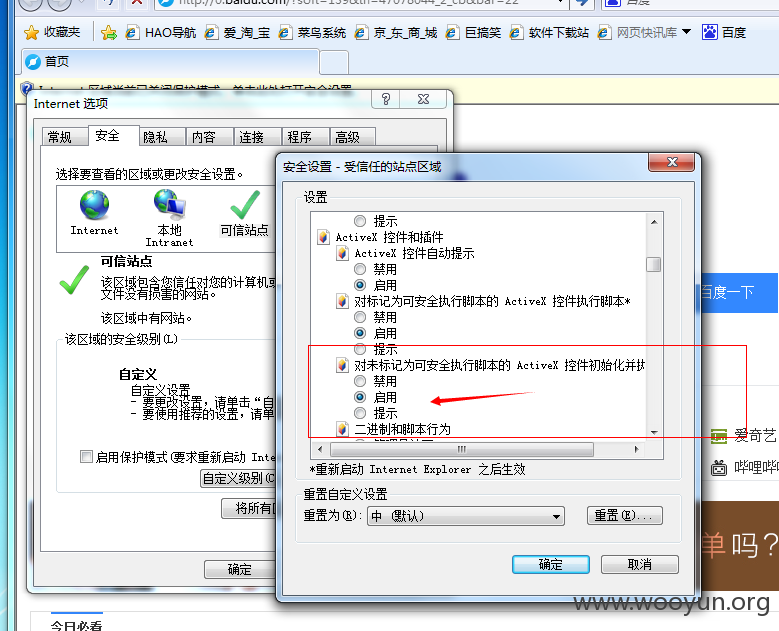 http://0.baidu.com/?soft=139&tn=47078044_2_cb&bar=22
百度
收藏夹
HAO导航
爱_淘_宝
菜鸟系统
京_东_商_城
巨搞笑
软件下载站
网页快讯库
百度
首页
Internet 选项
常规
安全
隐私
内容
连接
程序
高级
选择要查看的区域或更改安全设置。
Internet
本地
Intranet
可信站点
可信站点
该区域包含您信任对您的计算机或
文件没有损害的网站。
该区域中有网站。
该区域的安全级别(L)
自定义
自定义设置
- 要更改设置，请单击“自
- 要使用推荐的设置，请单
启用保护模式(要求重新启动 Inte
自定义级别(C
将所有
确定
安全设置 - 受信任的站点区域
设置
提示
ActiveX 控件和插件
ActiveX 控件自动提示
禁用
启用
对标记为可安全执行脚本的 ActiveX 控件执行脚本*
禁用
启用
提示
对未标记为可安全执行脚本的 ActiveX 控件初始化并执
禁用
启用
提示
二进制和脚本行为
*重新启动 Internet Explorer 之后生效
重置自定义设置
重置为(R):
中 (默认)
重置(E)...
确定
取消
百度一下
爱奇艺
哔哩哔
单吗?
今日必看
www.wooyun.org